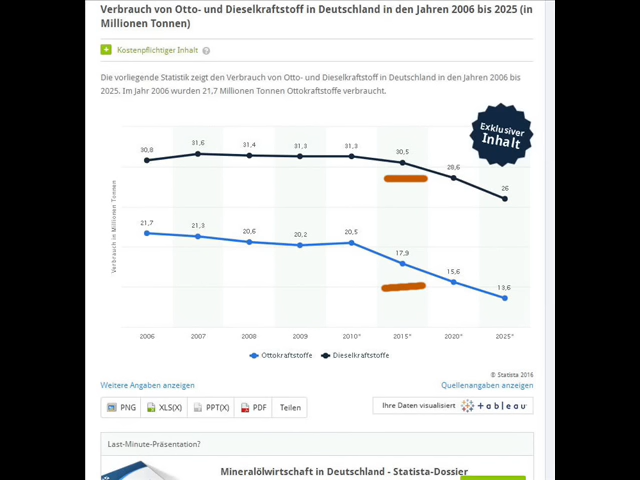 Verbrauch von Otto- und Dieselkraftstoff in Deutschland in den Jahren 2006 bis 2025 (in
Millionen Tonnen)
Kostenpflichtiger Inhalt ?
Die vorliegende Statistik zeigt den Verbrauch von Otto- und Dieselkraftstoff in Deutschland in den Jahren 2006 bis
2025. Im Jahr 2006 wurden 21,7 Millionen Tonnen Ottokraftstoffe verbraucht.
Exklusiver
Inhalt
Verbrauch in Millionen Tonnen
30,8 31,6 31,4 31,3 31,3 30,5 28,6 26
21,7 21,3 20,6 20,2 20,5 17,9 15,6 13,6
2006 2007 2008 2009 2010* 2015* 2020* 2025*
Ottokraftstoffe Dieselkraftstoffe
© Statista 2016
Weitere Angaben anzeigen Quellenangaben anzeigen
PNG XLS(X) PPT(X) PDF Teilen
Ihre Daten visualisiert +ableau
Last-Minute-Präsentation?
Mineralölwirtschaft in Deutschland - Statista-Dossier